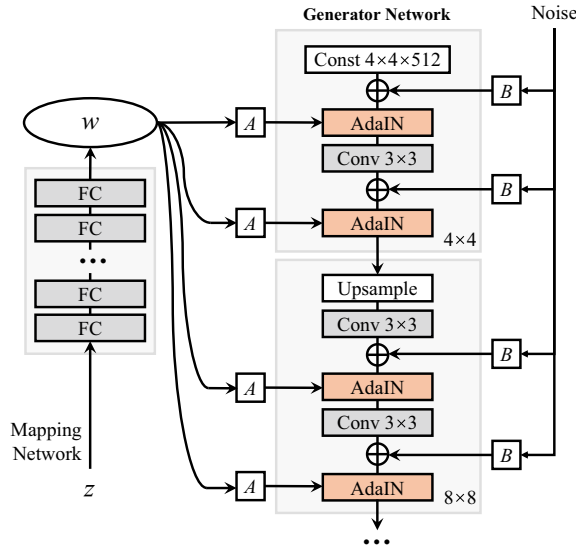 Generator Network
Noise
Const 4×4×512
B
w
A
AdaIN
Conv 3×3
FC
B
FC
A
AdaIN
4×4
...
FC
Upsample
FC
Conv 3×3
B
A
AdaIN
Mapping
Network
Conv 3×3
B
z
A
AdaIN
8×8
...